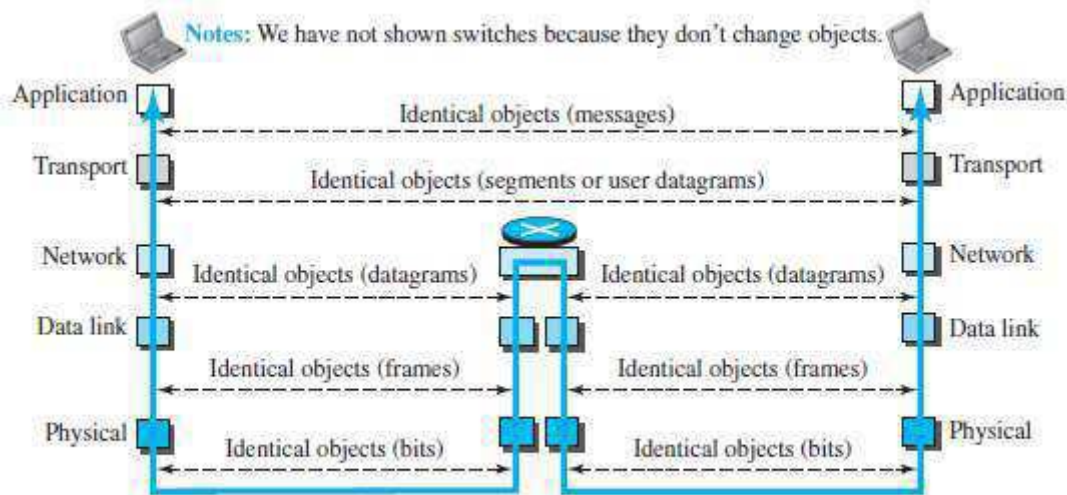 Notes: We have not shown switches because they don't change objects.
Application
Application
Identical objects (messages)
Transport
Transport
Identical objects (segments or user datagrams)
Network
Network
Identical objects (datagrams)
Identical objects (datagrams)
Data link
Data link
Identical objects (frames)
Identical objects (frames)
Physical
Physical
Identical objects (bits)
Identical objects (bits)